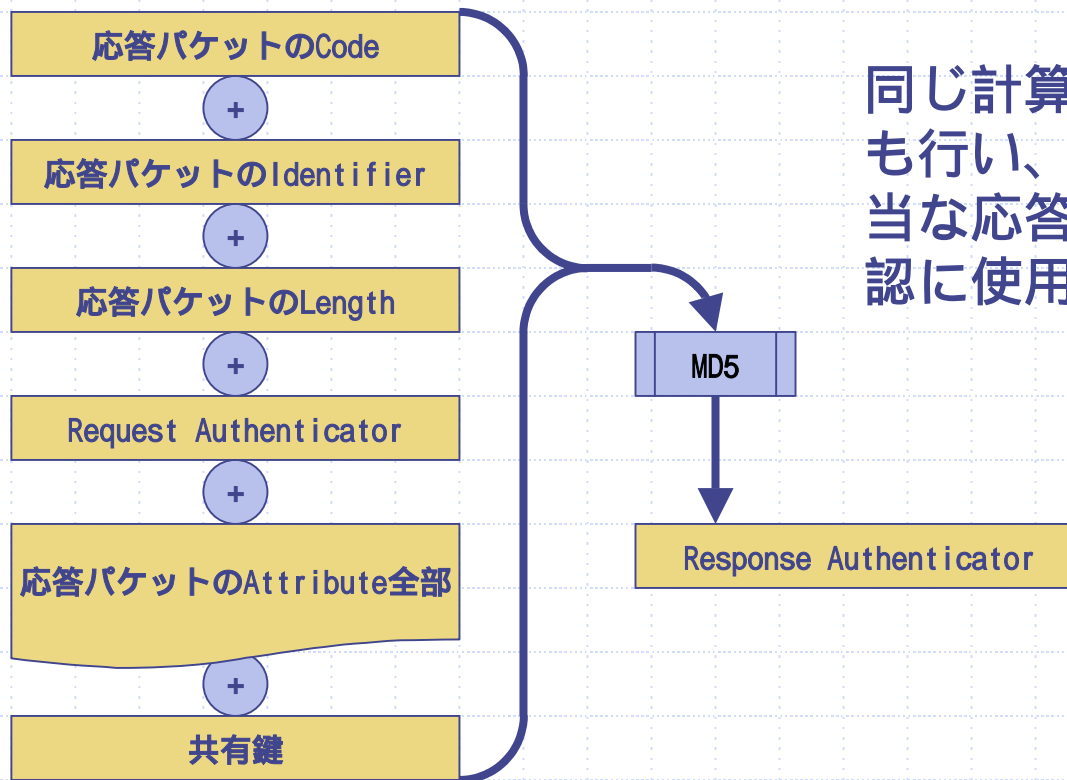 応答パケットのCode
+
応答パケットのIdentifier
+
応答パケットのLength
+
Request Authenticator
+
応答パケットのAttribute全部
+
共有鍵
MD5
Response Authenticator
同じ計算
も行い、
当な応答
認に使用